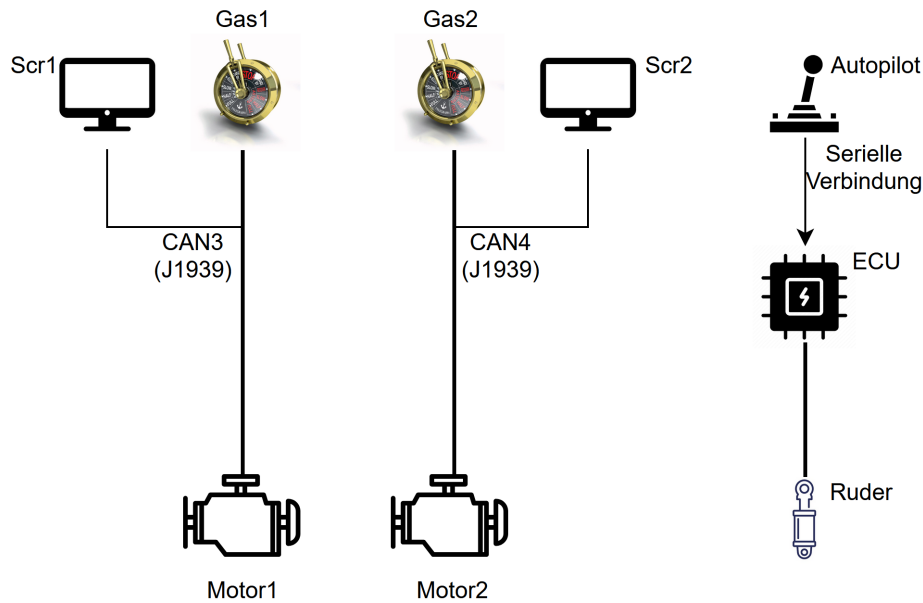 Gas1
Gas2
Scr1
Scr2
Autopilot
Serielle
Verbindung
CAN3
(J1939)
CAN4
(J1939)
ECU
Ruder
Motor1
Motor2